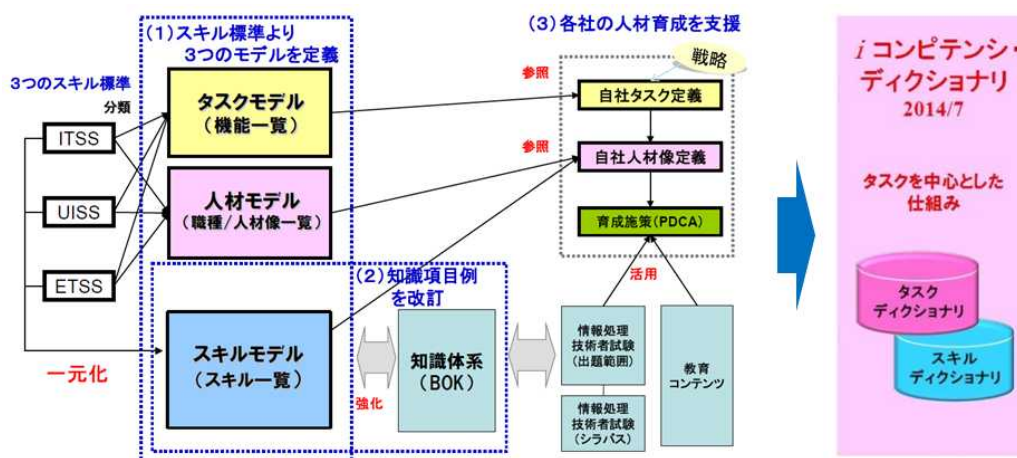 (1)スキル標準より
3つのモデルを定義
(3)各社の人材育成を支援
3つのスキル標準
分類
ITSS
UISS
ETSS
一元化
タスクモデル
(機能一覧)
人材モデル
(職種/人材像一覧)
(2)知識項目例
を改訂
スキルモデル
(スキル一覧)
強化
知識体系
(BOK)
戦略
参照
自社タスク定義
参照
自社人材像定義
育成施策(PDCA)
活用
情報処理
技術者試験
(出題範囲)
情報処理
技術者試験
(シラバス)
教育
コンテンツ
i コンピテンシ・
ディクショナリ
2014/7
タスクを中心とした
仕組み
タスク
ディクショナリ
スキル
ディクショナリ